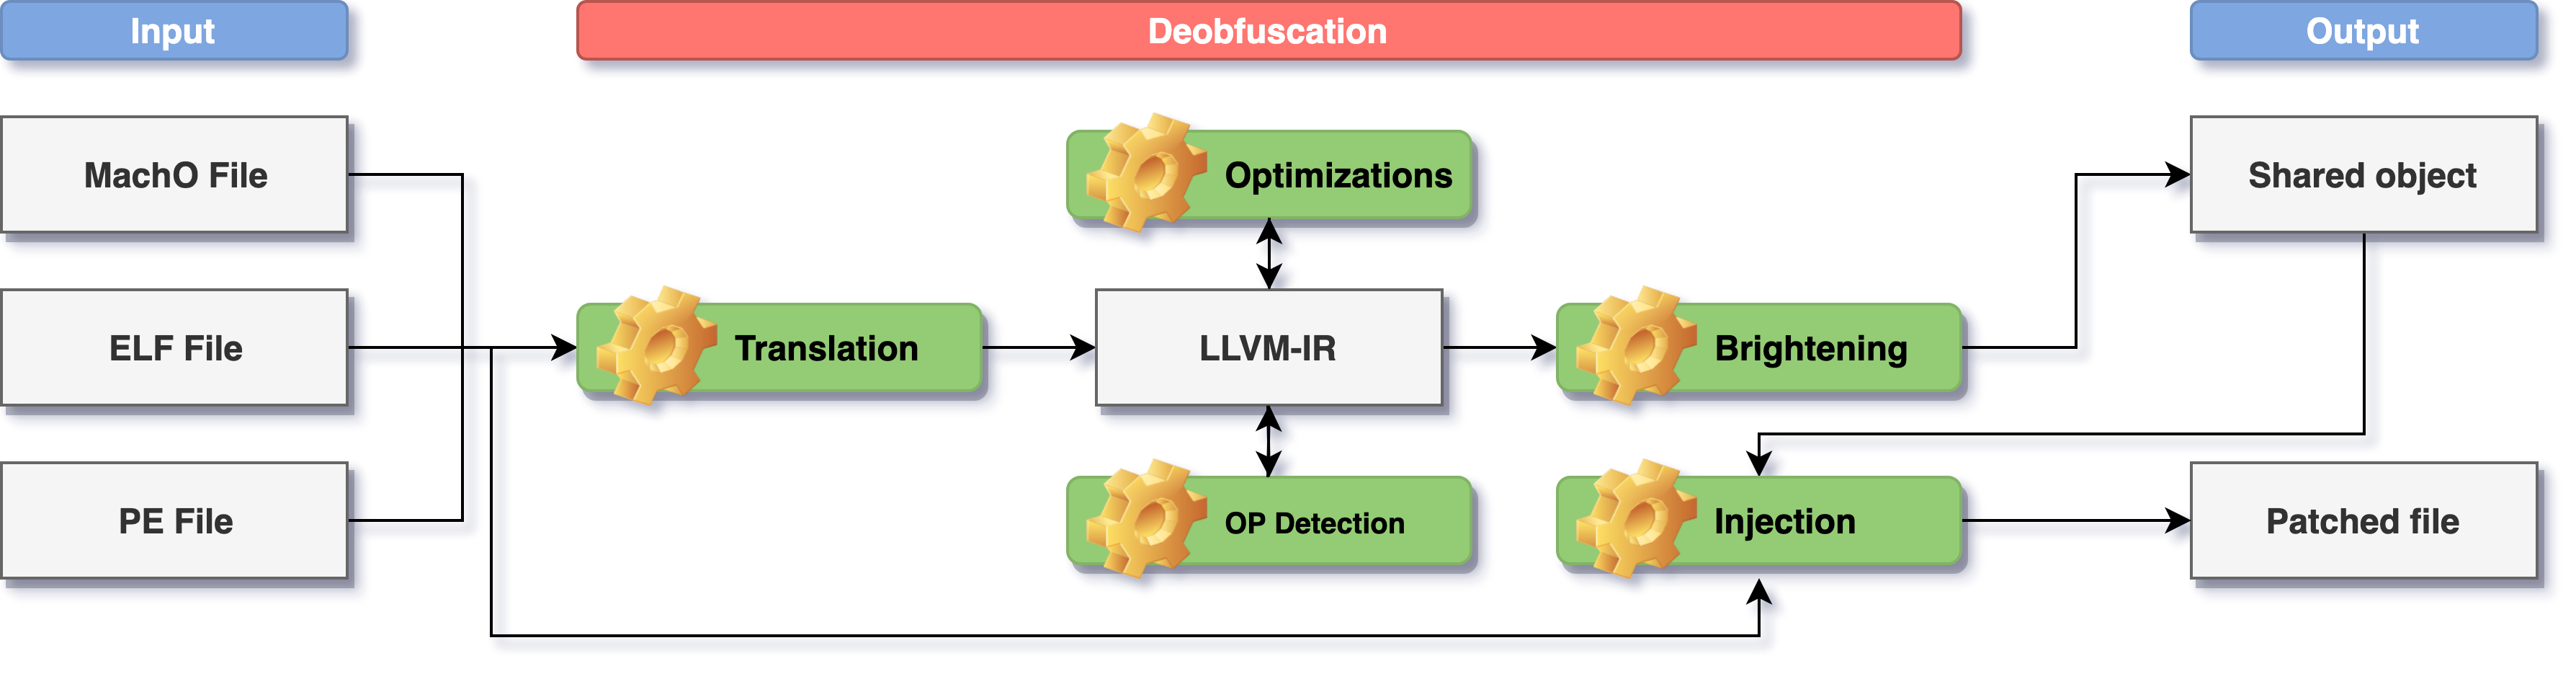 Input
Deobfuscation
Output
MachO File
Optimizations
Shared object
ELF File
Translation
LLVM-IR
Brightening
PE File
OP Detection
Injection
Patched file